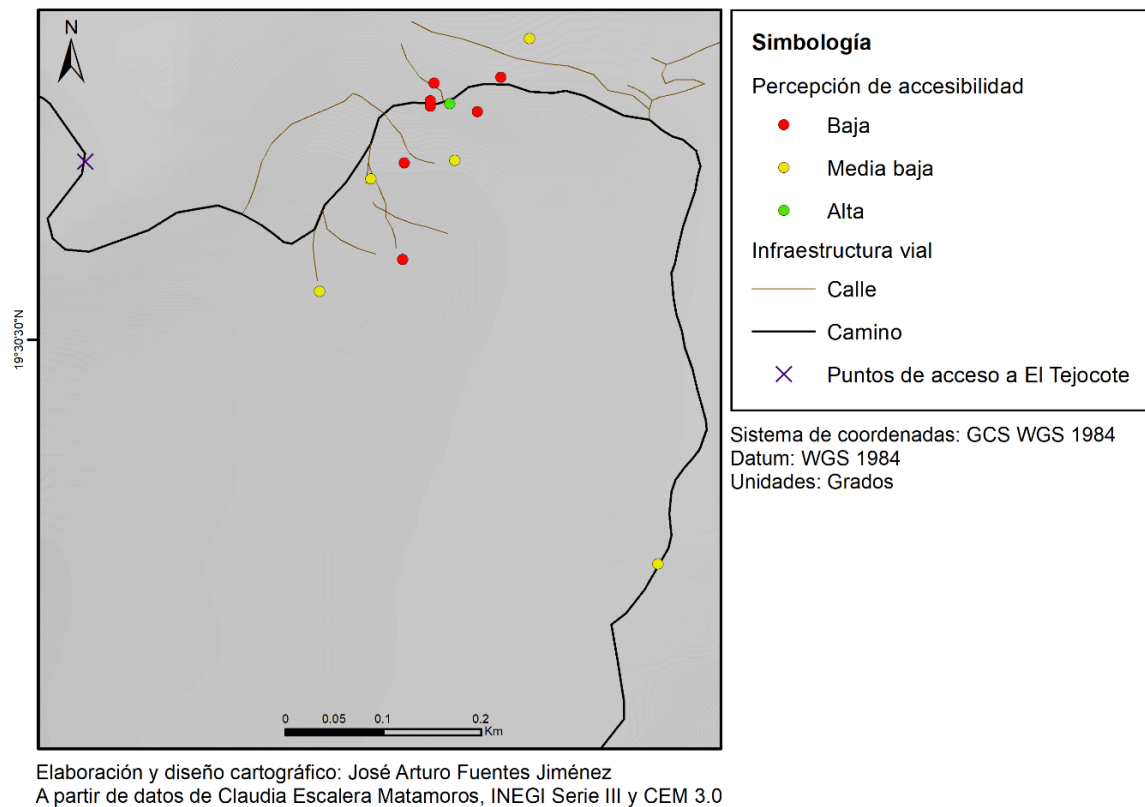 N
19°30'30"N
0 0.05 0.1 0.2
Km
Simbología
Percepción de accesibilidad
Baja
Media baja
Alta
Infraestructura vial
Calle
Camino
Puntos de acceso a El Tejocote
Sistema de coordenadas: GCS WGS 1984
Datum: WGS 1984
Unidades: Grados
Elaboración y diseño cartográfico: José Arturo Fuentes Jiménez
A partir de datos de Claudia Escalera Matamoros, INEGI Serie III y CEM 3.0